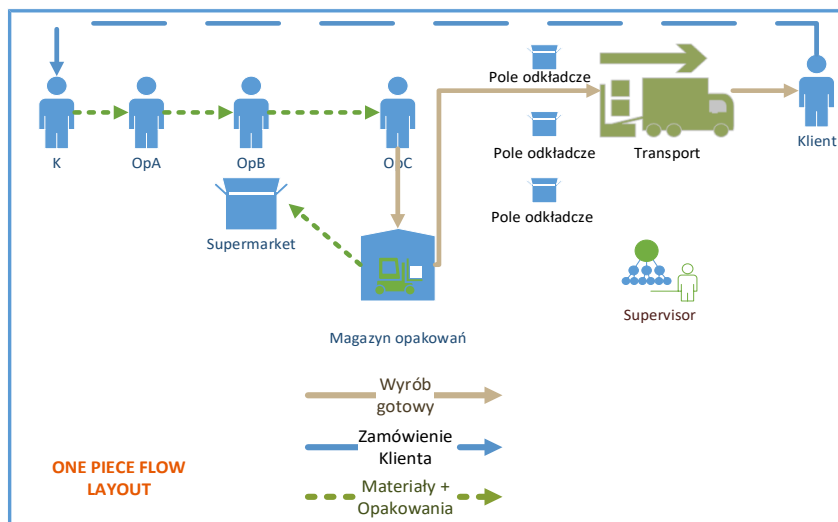 Pole odkładcze
K
OpA
OpB
OpC
Pole odkładcze
Transport
Klient
Pole odkładcze
Supermarket
Supervisor
Magazyn opakowań
Wyrób
gotowy
Zamówienie
Klienta
ONE PIECE FLOW
LAYOUT
Materiały +
Opakowania